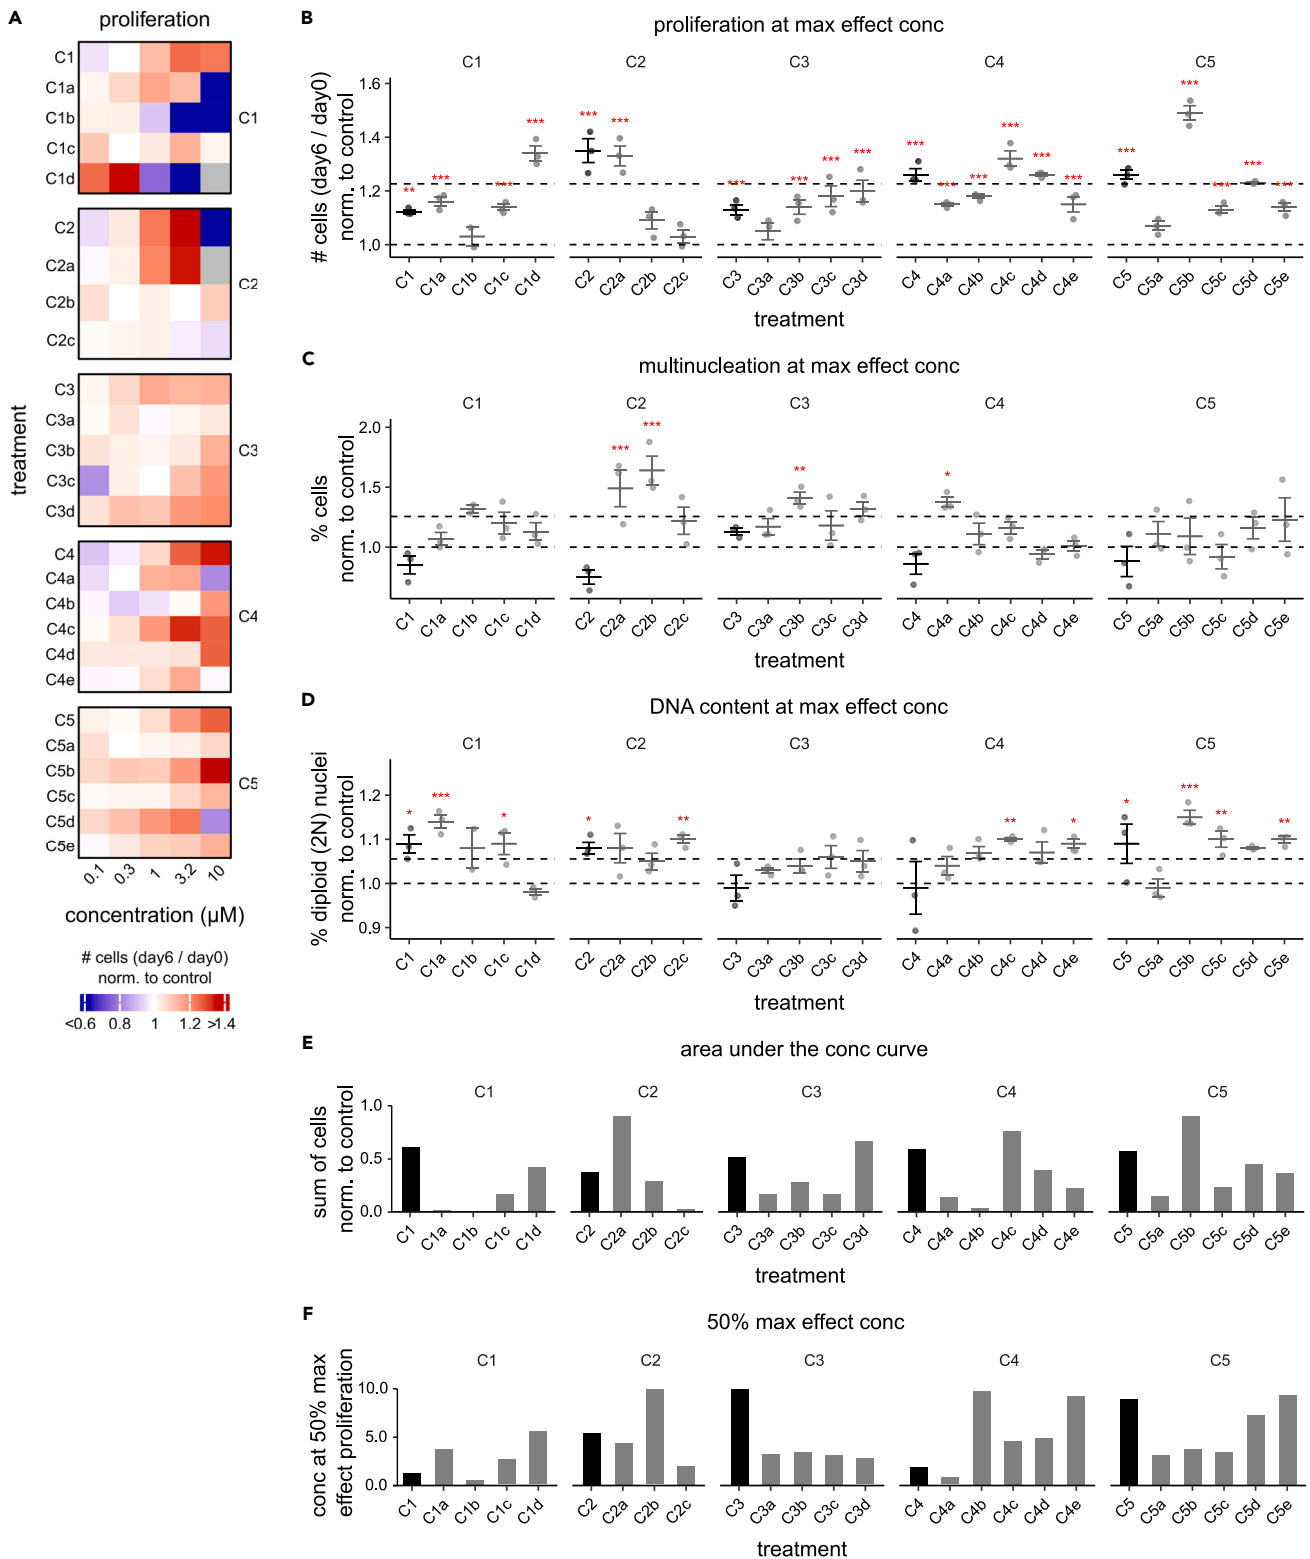 A
proliferation
C1
C1a
C1b
C1c
C1d
C1
C2
C2a
C2b
C2c
C2
C3
C3a
C3b
C3c
C3d
C3
C4
C4a
C4b
C4c
C4d
C4e
C4
C5
C5a
C5b
C5c
C5d
C5e
C5
treatment
0.1 0.3 1 3.2 10
concentration (µM)
# cells (day6 / day0)
norm. to control
<0.6 0.8 1 1.2 >1.4
B
proliferation at max effect conc
C1 C2 C3 C4 C5
# cells (day6 / day0)
norm. to control
1.6
1.4
1.2
1.0
** *** *** ***
*** ***
*** *** *** ***
*** *** *** *** *** ***
*** *** *** *** ***
C1 C1a C1b C1c C1d C2 C2a C2b C2c C3 C3a C3b C3c C3d C4 C4a C4b C4c C4d C4e C5 C5a C5b C5c C5d C5e
treatment
C
multinucleation at max effect conc
C1 C2 C3 C4 C5
% cells
norm. to control
2.0
1.5
1.0
*** *** ** *
C1 C1a C1b C1c C1d C2 C2a C2b C2c C3 C3a C3b C3c C3d C4 C4a C4b C4c C4d C4e C5 C5a C5b C5c C5d C5e
treatment
D
DNA content at max effect conc
C1 C2 C3 C4 C5
% diploid (2N) nuclei
norm. to control
1.2
1.1
1.0
0.9
* *** * * ** ** * * *** ** **
C1 C1a C1b C1c C1d C2 C2a C2b C2c C3 C3a C3b C3c C3d C4 C4a C4b C4c C4d C4e C5 C5a C5b C5c C5d C5e
treatment
E
area under the conc curve
C1 C2 C3 C4 C5
sum of cells
norm. to control
1.0
0.5
0.0
C1 C1a C1b C1c C1d C2 C2a C2b C2c C3 C3a C3b C3c C3d C4 C4a C4b C4c C4d C4e C5 C5a C5b C5c C5d C5e
treatment
F
50% max effect conc
C1 C2 C3 C4 C5
conc at 50% max
effect proliferation
10.0
5.0
0.0
C1 C1a C1b C1c C1d C2 C2a C2b C2c C3 C3a C3b C3c C3d C4 C4a C4b C4c C4d C4e C5 C5a C5b C5c C5d C5e
treatment